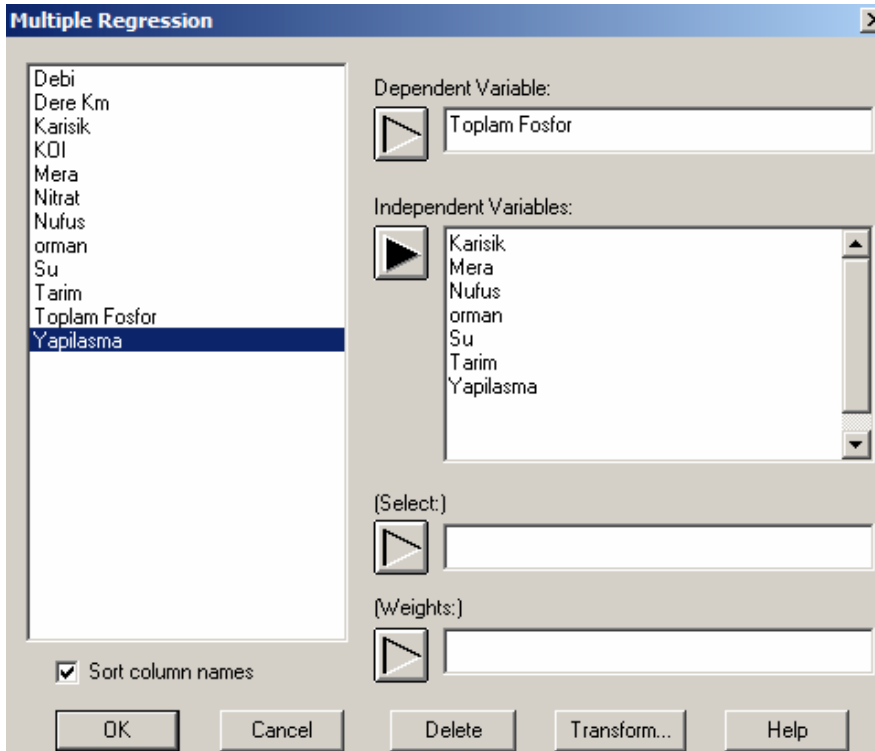 Multiple Regression
Debi
Dere Km
Karisik
KOI
Mera
Nitrat
Nufus
orman
Su
Tarim
Toplam Fosfor
Yapilasma
Sort column names
Dependent Variable:
Toplam Fosfor
Independent Variables:
Karisik
Mera
Nufus
orman
Su
Tarim
Yapilasma
(Select:)
(Weights:)
OK
Cancel
Delete
Transform...
Help